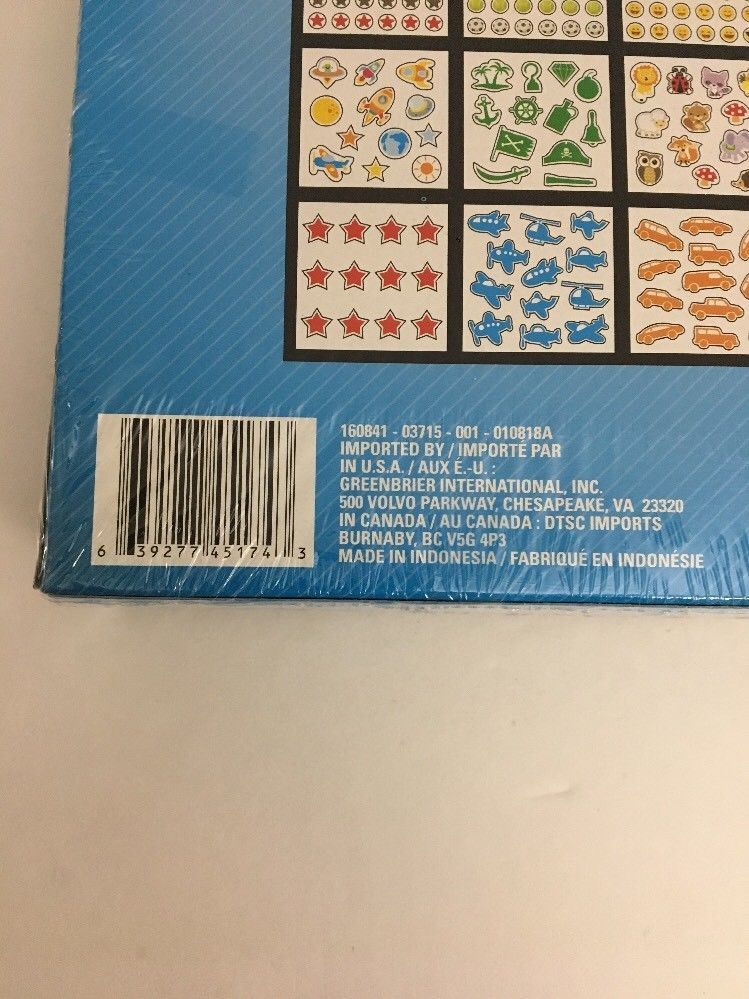 160841 - 03715 - 001 - 010818A
IMPORTED BY / IMPORTÉ PAR
IN U.S.A. / AUX É.-U. :
GREENBRIER INTERNATIONAL, INC.
500 VOLVO PARKWAY, CHESAPEAKE, VA 23320
IN CANADA / AU CANADA : DTSC IMPORTS
BURNABY, BC V5G 4P3
MADE IN INDONESIA / FABRIQUÉ EN INDONÉSIE
6 39277 45174 3